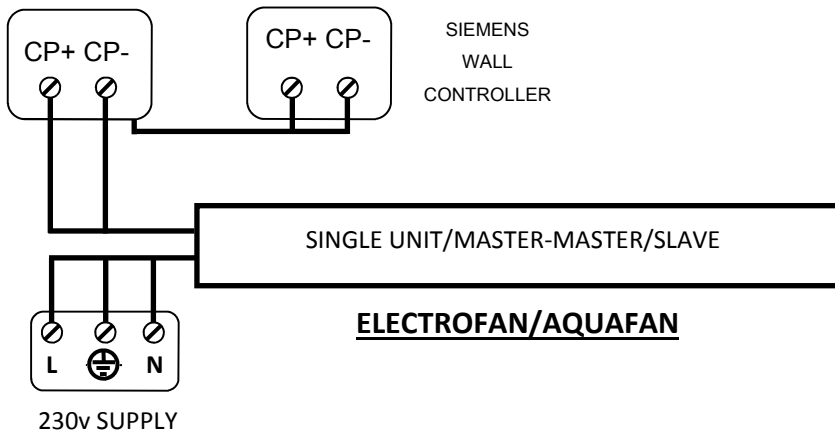 CP+ CP-
CP+ CP-
SIEMENS
WALL
CONTROLLER
SINGLE UNIT/MASTER-MASTER/SLAVE
ELECTROFAN/AQUAFAN
L N
230v SUPPLY